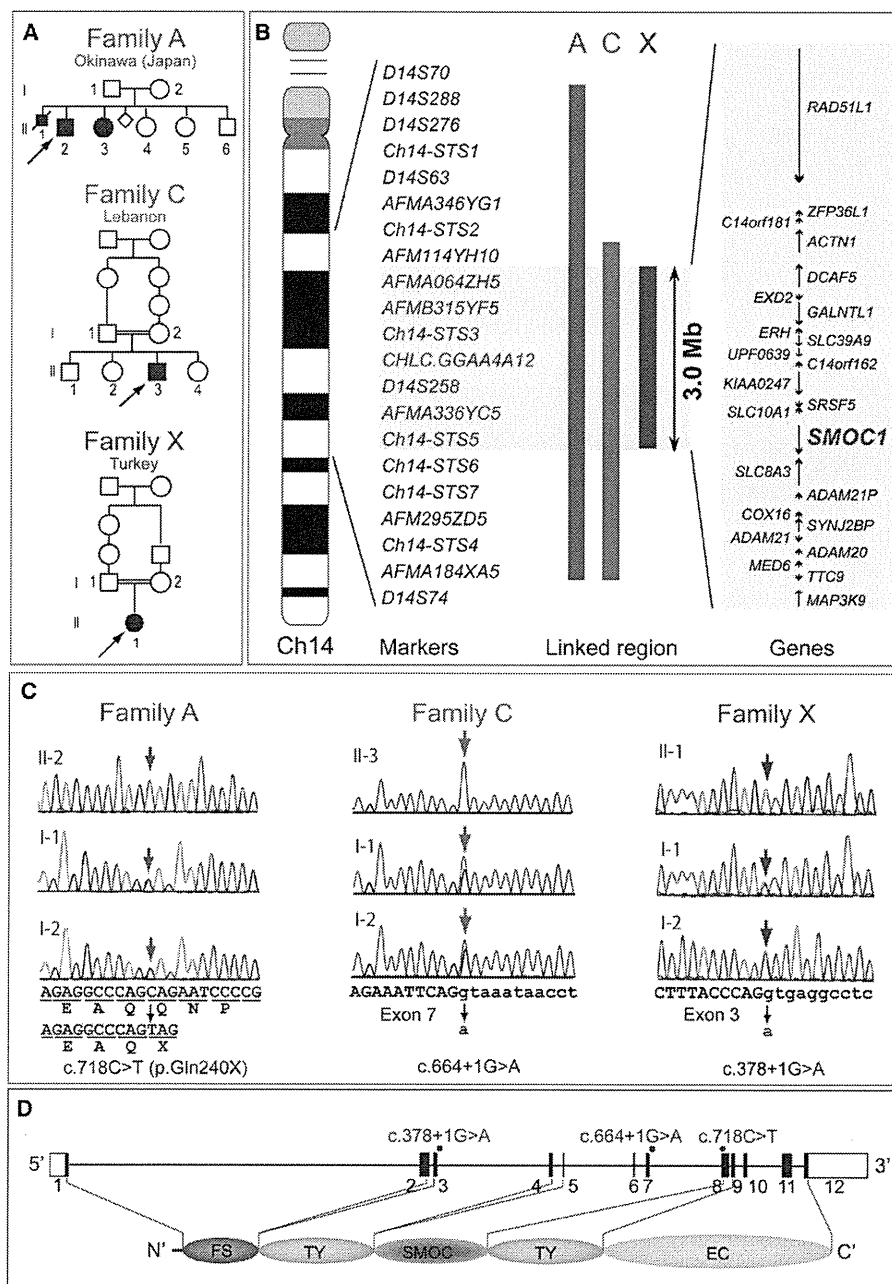 A
Family A
Okinawa (Japan)
I
1
2
II
1
2
3
4
5
6
Family C
Lebanon
I
1
2
II
1
2
3
4
Family X
Turkey
I
1
2
II
1
B
A C X
D14S70
D14S288
D14S276
Ch14-STS1
D14S63
AFMA346YG1
Ch14-STS2
AFM114YH10
AFMA064ZH5
AFMB315YF5
Ch14-STS3
CHLC.GGAA4A12
D14S258
AFMA336YC5
Ch14-STS5
Ch14-STS6
Ch14-STS7
AFM295ZD5
Ch14-STS4
AFMA184XA5
D14S74
3.0 Mb
RAD51L1
ZFP36L1
C14orf181
ACTN1
DCAF5
EXD2
GALNTL1
ERH
SLC39A9
UPF0639
C14orf162
KIAA0247
SRSF5
SLC10A1
SMOC1
SLC8A3
ADAM21P
COX16
SYNJ2BP
ADAM21
ADAM20
MED6
TTC9
MAP3K9
Ch14 Markers Linked region Genes
C
Family A
II-2
I-1
I-2
AGAGGCCCAGCAGAATCCCCG
E A Q Q N P
AGAGGCCCAGTAG
E A Q X
c.718C>T (p.Gln240X)
Family C
II-3
I-1
I-2
AGAAATTCAGgtaaataacct
Exon 7
a
c.664+1G>A
Family X
II-1
I-1
I-2
CTTTACCCAGgtgaggcctc
Exon 3
a
c.378+1G>A
D
c.378+1G>A c.664+1G>A c.718C>T
5' 3'
1 2 3 4 5 6 7 8 9 10 11 12
N' FS TY SMOC TY EC C'